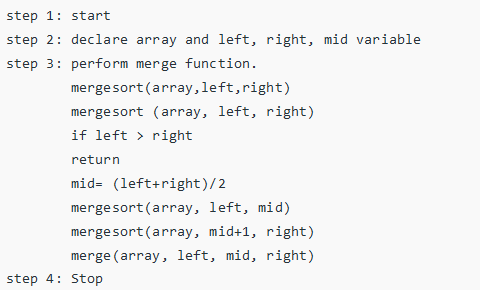 step 1: start
step 2: declare array and left, right, mid variable
step 3: perform merge function.
mergesort(array,left,right)
mergesort (array, left, right)
if left > right
return
mid= (left+right)/2
mergesort(array, left, mid)
mergesort(array, mid+1, right)
merge(array, left, mid, right)
step 4: Stop